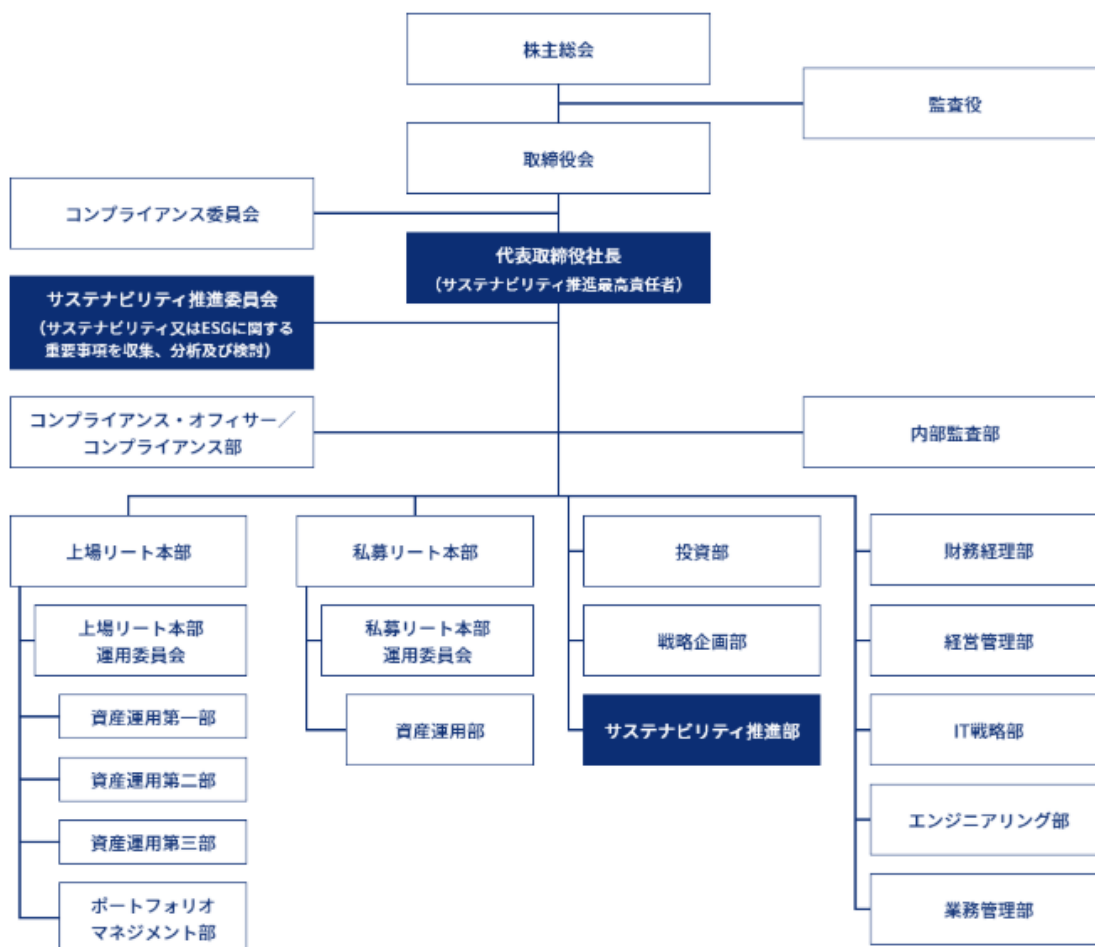 株主総会
監査役
取締役会
コンプライアンス委員会
代表取締役社長
（サステナビリティ推進最高責任者）
サステナビリティ推進委員会
（サステナビリティ又はESGに関する
重要事項を収集、分析及び検討）
コンプライアンス・オフィサー／
コンプライアンス部
内部監査部
上場リート本部
上場リート本部
運用委員会
資産運用第一部
資産運用第二部
資産運用第三部
ポートフォリオ
マネジメント部
私募リート本部
私募リート本部
運用委員会
資産運用部
投資部
戦略企画部
サステナビリティ推進部
財務経理部
経営管理部
IT戦略部
エンジニアリング部
業務管理部